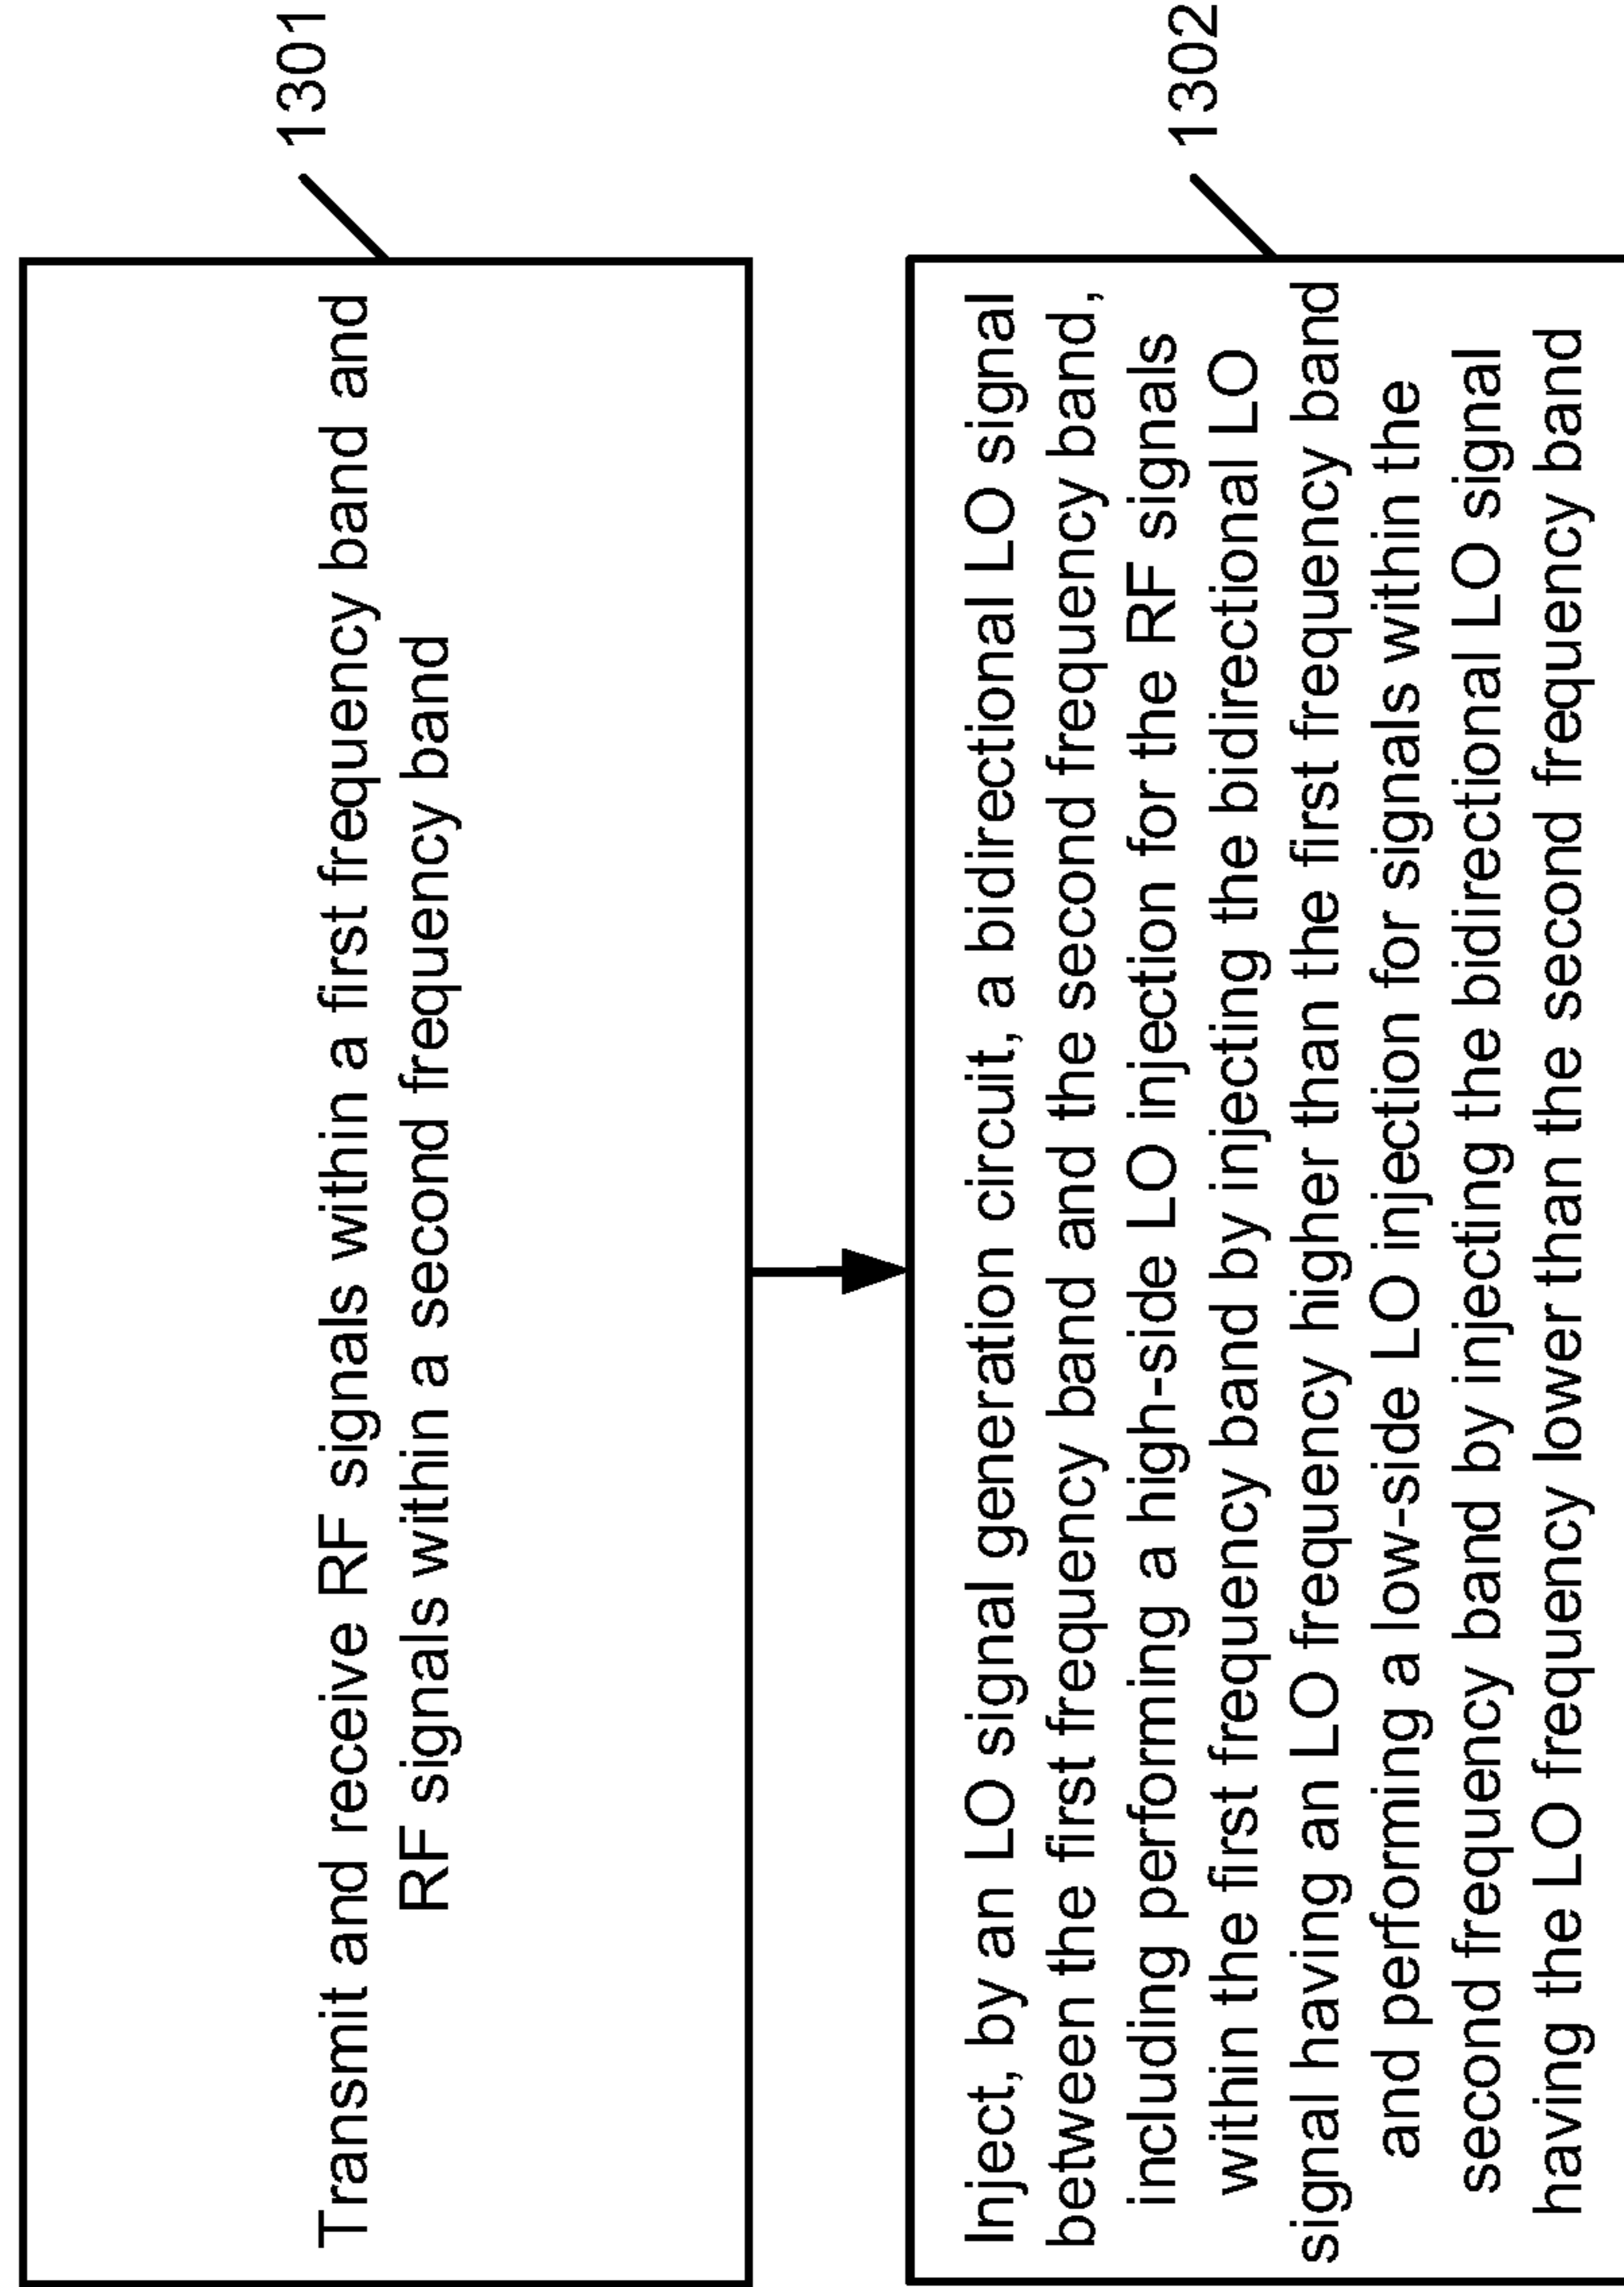 1301
Transmit and receive RF signals within a first frequency band and
RF signals within a second frequency band
1302
Inject, by an LO signal generation circuit, a bidirectional LO signal
between the first frequency band and the second frequency band,
including performing a high-side LO injection for the RF signals
within the first frequency band by injecting the bidirectional LO
signal having an LO frequency higher than the first frequency band
and performing a low-side LO injection for signals within the
second frequency band by injecting the bidirectional LO signal
having the LO frequency lower than the second frequency band